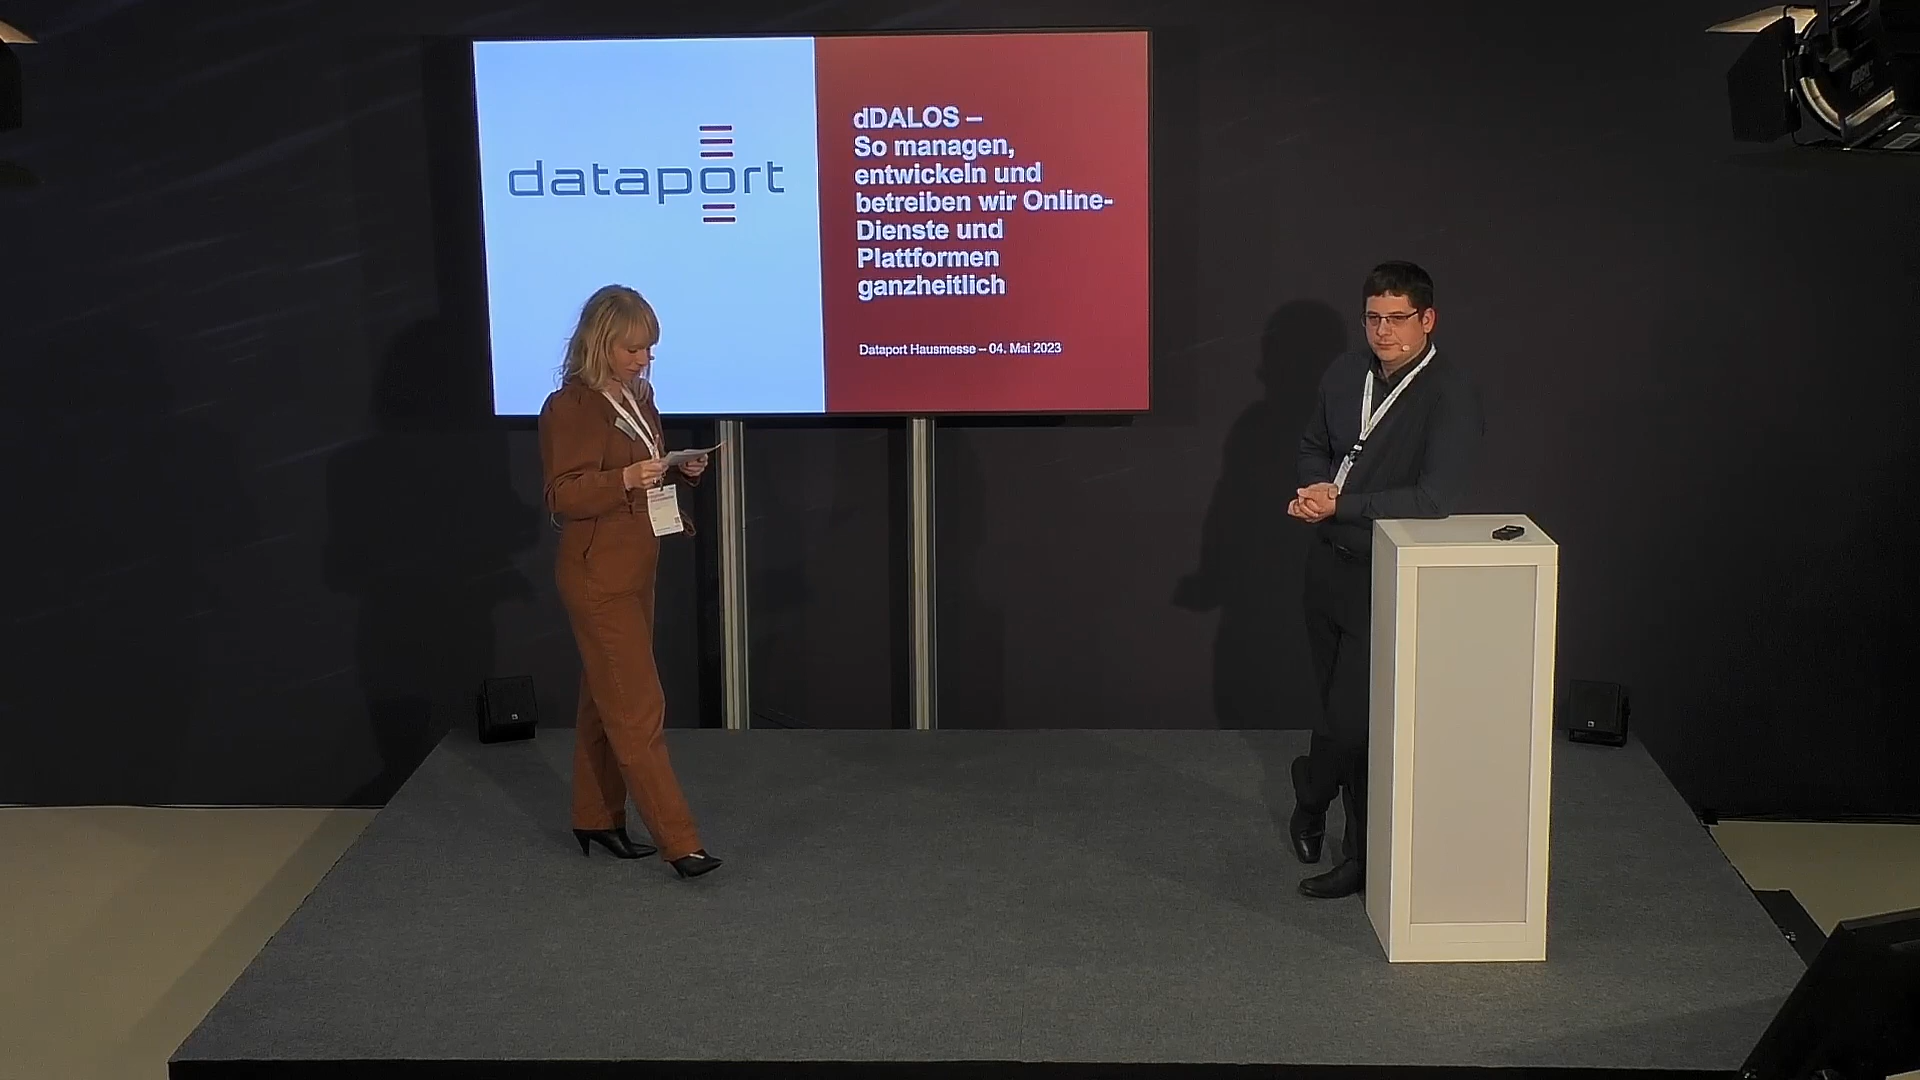 dataport
dDALOS –
So managen,
entwickeln und
betreiben wir Online-
Dienste und
Plattformen
ganzheitlich
Dataport Hausmesse – 04. Mai 2023